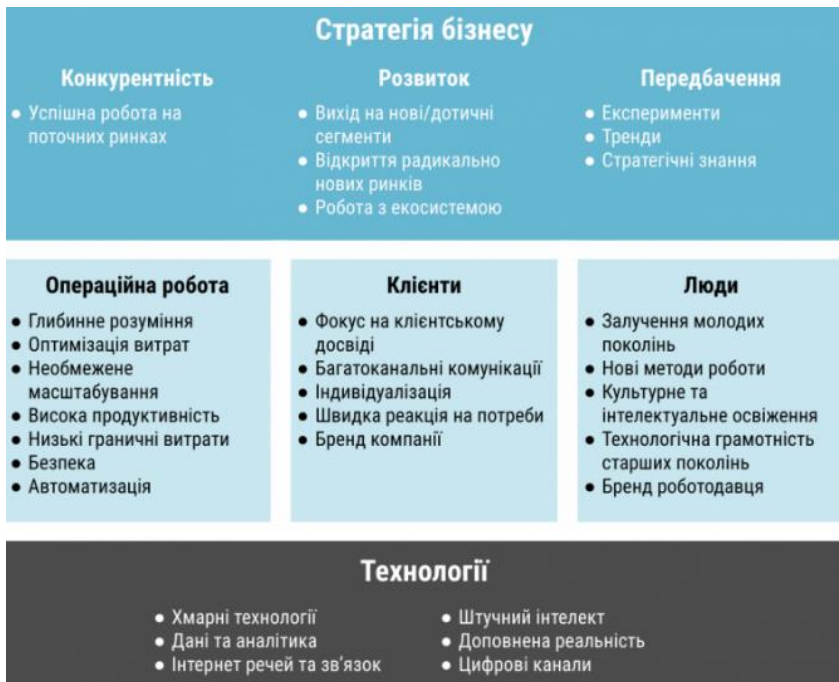 Стратегія бізнесу
Конкурентність
● Успішна робота на
поточних ринках
Розвиток
● Вихід на нові/дотичні
сегменти
● Відкриття радикально
нових ринків
● Робота з екосистемою
Передбачення
● Експерименти
● Тренди
● Стратегічні знання
Операційна робота
● Глибинне розуміння
● Оптимізація витрат
● Необмежене
масштабування
● Висока продуктивність
● Низькі граничні витрати
● Безпека
● Автоматизація
Клієнти
● Фокус на клієнтському
досвіді
● Багатоканальні комунікації
● Індивідуалізація
● Швидка реакція на потреби
● Бренд компанії
Люди
● Залучення молодих
поколінь
● Нові методи роботи
● Культурне та
інтелектуальне освіження
● Технологічна грамотність
старших поколінь
● Бренд роботодавця
Технології
● Хмарні технології
● Дані та аналітика
● Інтернет речей та зв'язок
● Штучний інтелект
● Доповнена реальність
● Цифрові канали